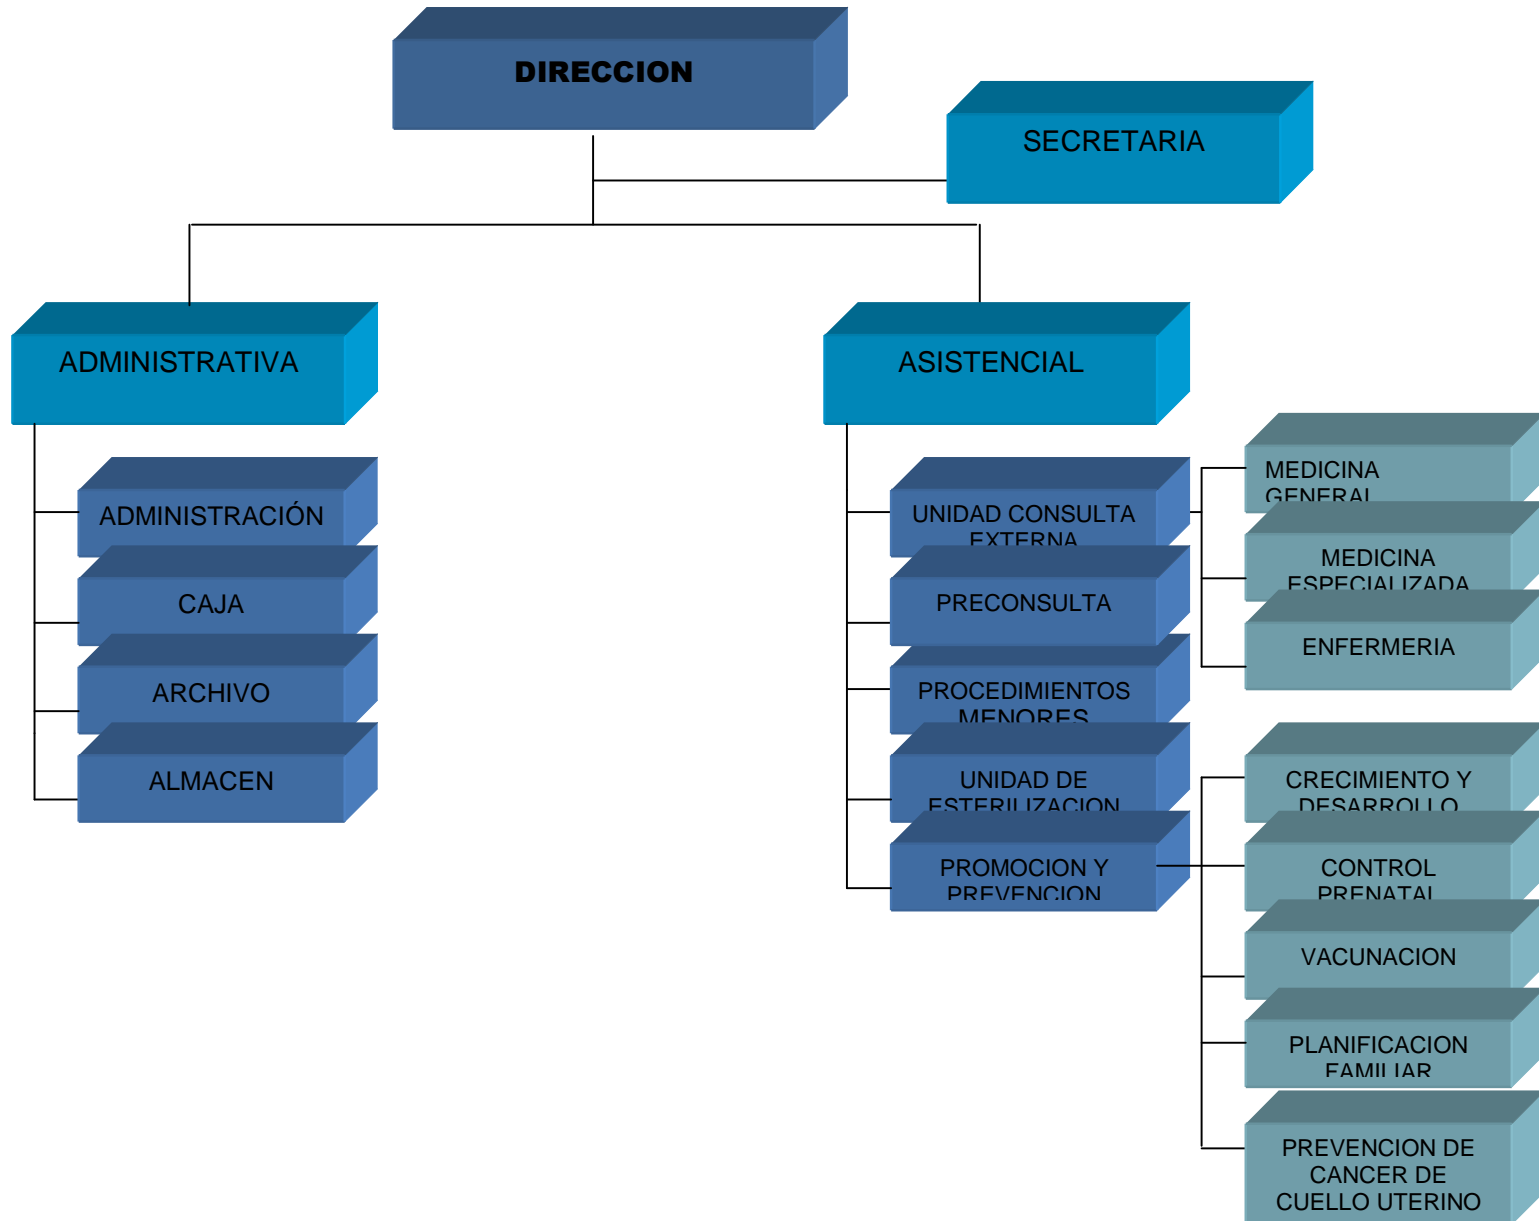 DIRECCION
SECRETARIA
ADMINISTRATIVA
ADMINISTRACIÓN
CAJA
ARCHIVO
ALMACEN
ASISTENCIAL
UNIDAD CONSULTA
EXTERNA
PRECONSULTA
PROCEDIMIENTOS
MENORES
UNIDAD DE
ESTERILIZACION
PROMOCION Y
PREVENCION
MEDICINA
GENERAL
MEDICINA
ESPECIALIZADA
ENFERMERIA
CRECIMIENTO Y
DESARROLLO
CONTROL
PRENATAL
VACUNACION
PLANIFICACION
FAMILIAR
PREVENCION DE
CANCER DE
CUELLO UTERINO